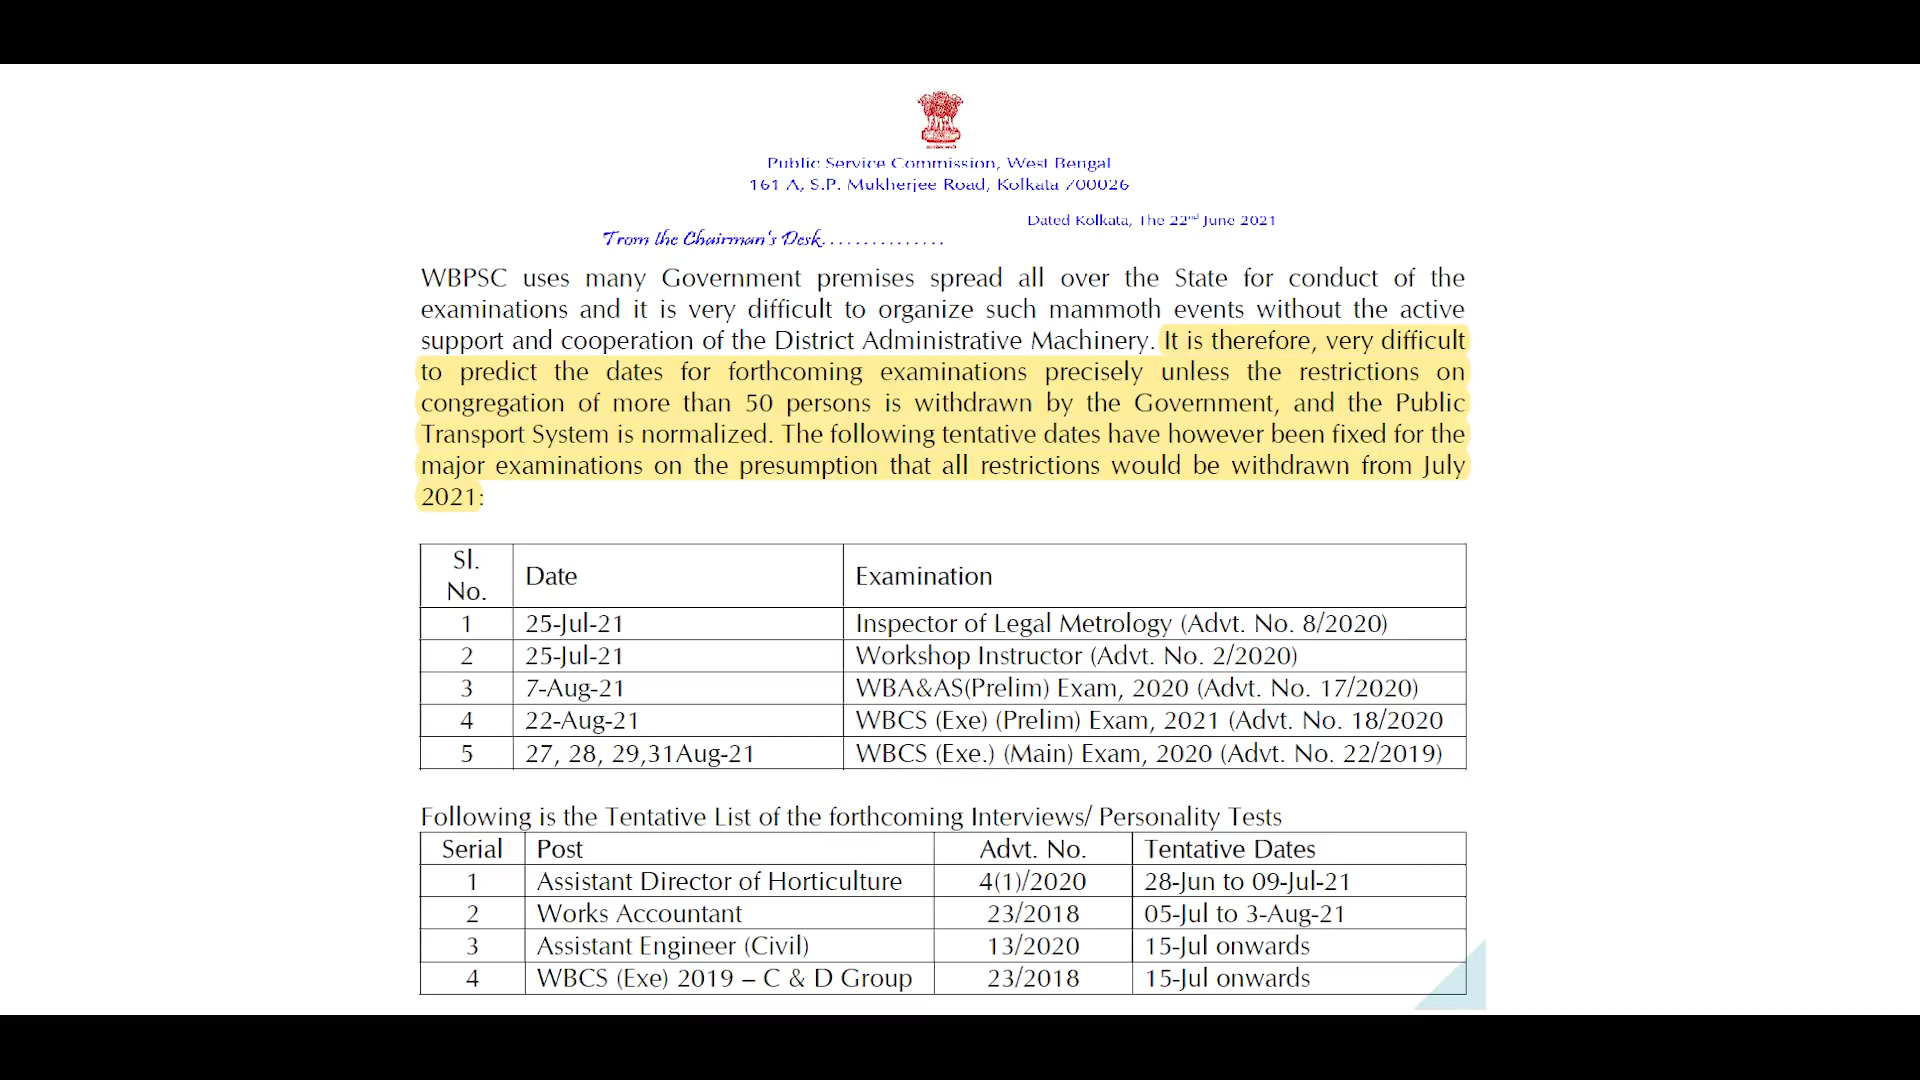 Public Service Commission, West Bengal
161 A, S.P. Mukherjee Road, Kolkata 700026
Dated Kolkata, The 22nd June 2021
From the Chairman's Desk...............
WBPSC uses many Government premises spread all over the State for conduct of the
examinations and it is very difficult to organize such mammoth events without the active
support and cooperation of the District Administrative Machinery. It is therefore, very difficult
to predict the dates for forthcoming examinations precisely unless the restrictions on
congregation of more than 50 persons is withdrawn by the Government, and the Public
Transport System is normalized. The following tentative dates have however been fixed for the
major examinations on the presumption that all restrictions would be withdrawn from July
2021:
Sl. No. Date Examination
1 25-Jul-21 Inspector of Legal Metrology (Advt. No. 8/2020)
2 25-Jul-21 Workshop Instructor (Advt. No. 2/2020)
3 7-Aug-21 WBA&AS(Prelim) Exam, 2020 (Advt. No. 17/2020)
4 22-Aug-21 WBCS (Exe) (Prelim) Exam, 2021 (Advt. No. 18/2020
5 27, 28, 29,31Aug-21 WBCS (Exe.) (Main) Exam, 2020 (Advt. No. 22/2019)
Following is the Tentative List of the forthcoming Interviews/ Personality Tests
Serial Post Advt. No. Tentative Dates
1 Assistant Director of Horticulture 4(1)/2020 28-Jun to 09-Jul-21
2 Works Accountant 23/2018 05-Jul to 3-Aug-21
3 Assistant Engineer (Civil) 13/2020 15-Jul onwards
4 WBCS (Exe) 2019 – C & D Group 23/2018 15-Jul onwards